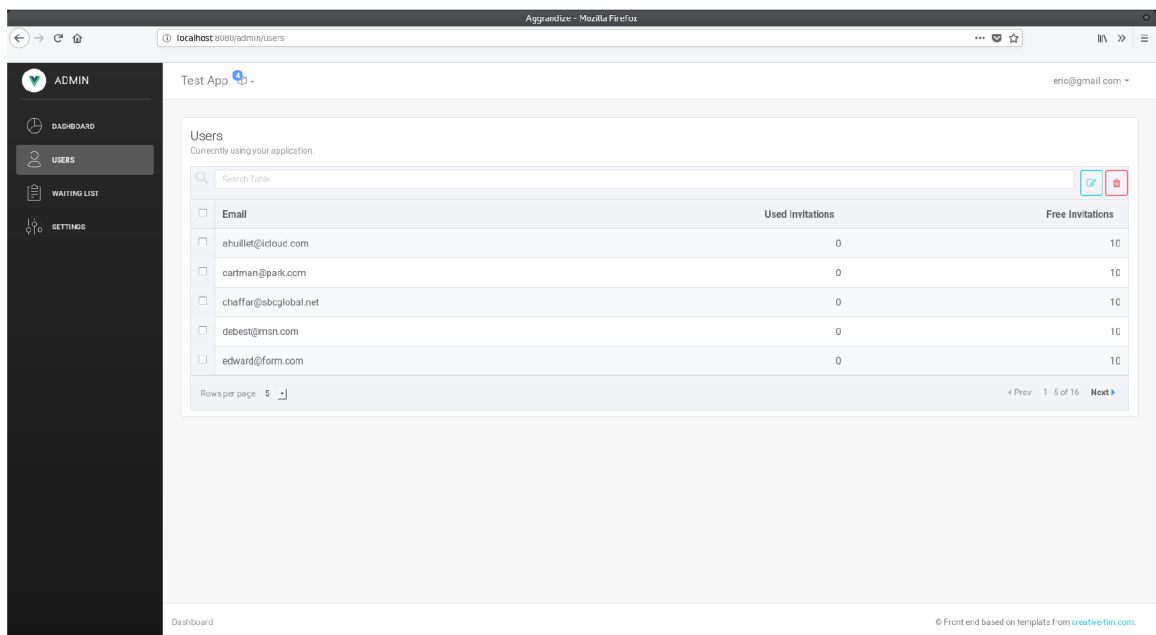 Aggrandize - Mozilla Firefox
localhost:8080/admin/users
ADMIN
Test App 4
eric@gmail.com
DASHBOARD
USERS
WAITING LIST
SETTINGS
Users
Currently using your application.
Search Table
Email Used Invitations Free Invitations
ahuillet@icloud.com 0 10
cartman@park.com 0 10
chaffar@sbcglobal.net 0 10
debest@msn.com 0 10
edward@form.com 0 10
Rows per page 5 Prev 1-5 of 16 Next
Dashboard © Front end based on template from creative-tim.com.